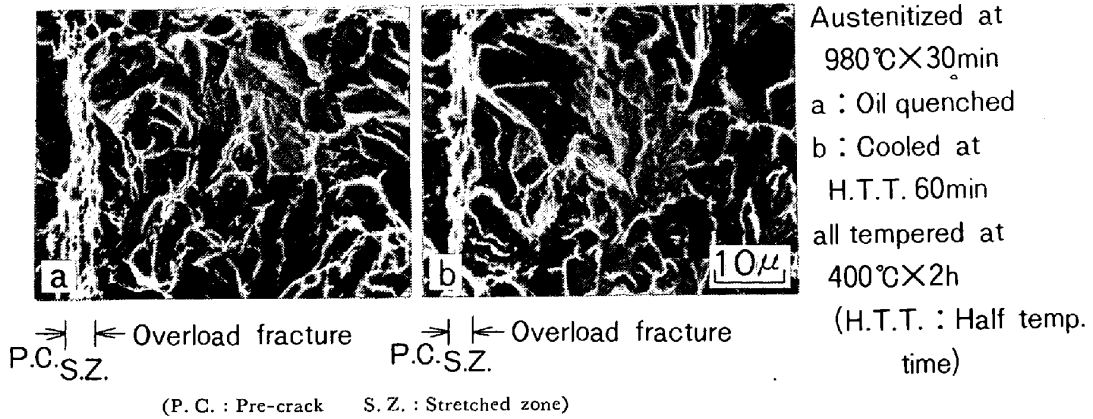 Austenitized at
980℃×30min
a : Oil quenched
b : Cooled at
H.T.T. 60min
all tempered at
400℃×2h
(H.T.T. : Half temp.
time)
a
b
10μ
P.C. S.Z. Overload fracture
P.C. S.Z. Overload fracture
(P. C. : Pre-crack S. Z. : Stretched zone)